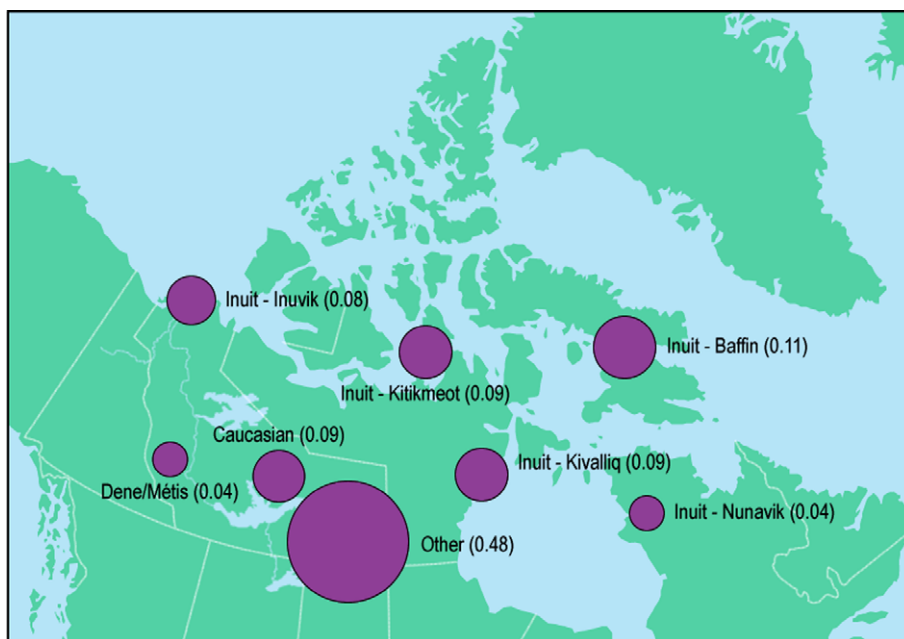 Inuit - Inuvik (0.08)
Inuit - Baffin (0.11)
Inuit - Kitikmeot (0.09)
Caucasian (0.09)
Inuit - Kivalliq (0.09)
Dene/Métis (0.04)
Inuit - Nunavik (0.04)
Other (0.48)